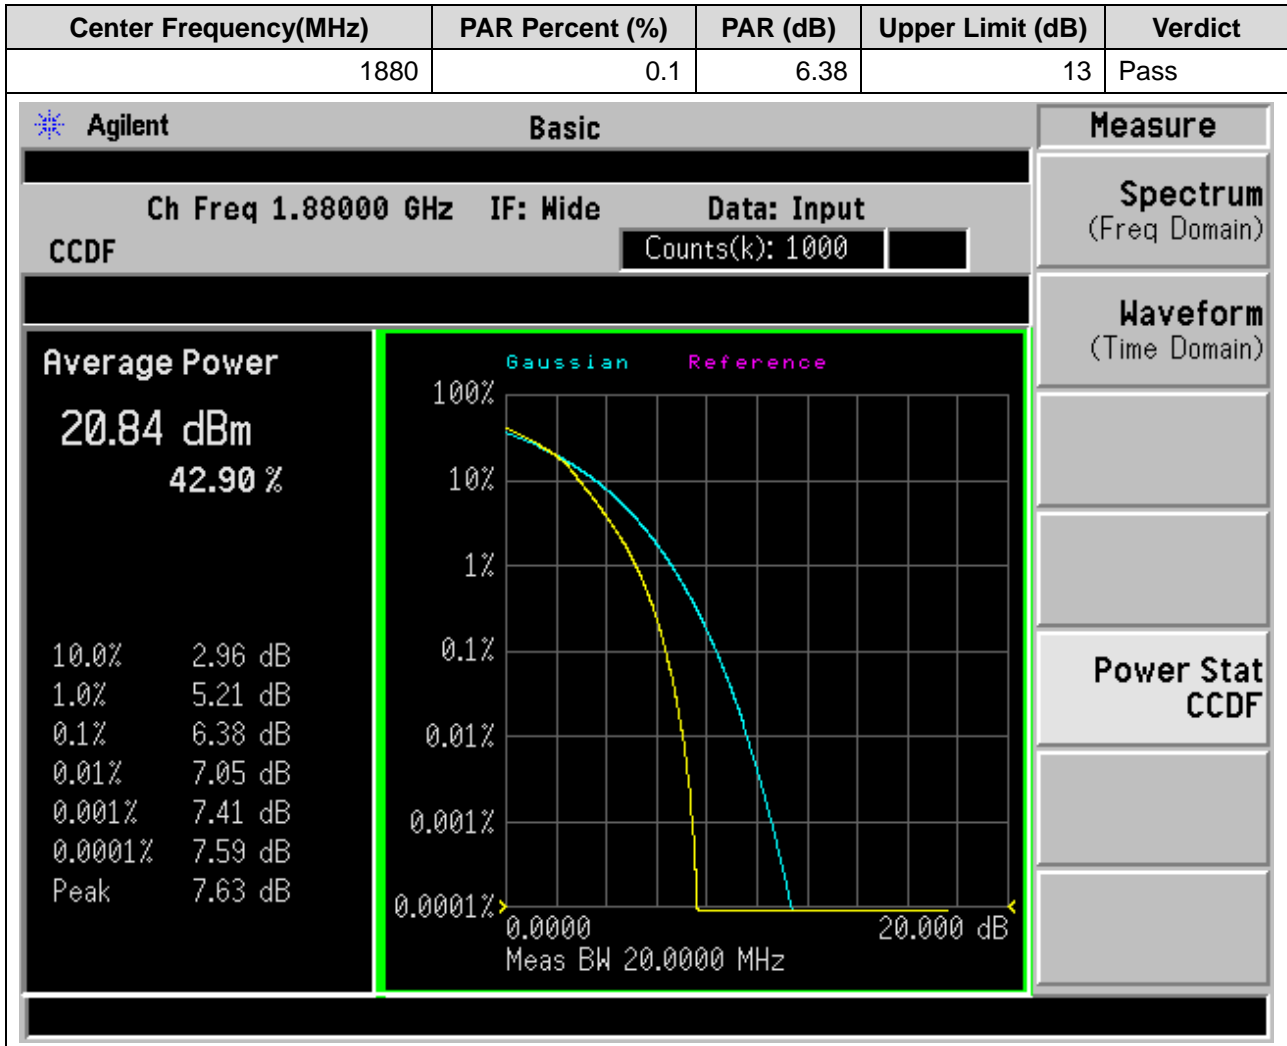 Center Frequency(MHz) PAR Percent (%) PAR (dB) Upper Limit (dB) Verdict
1880 0.1 6.38 13 Pass
Agilent Basic Measure
Ch Freq 1.88000 GHz IF: Wide Data: Input
CCDF Counts(k): 1000
Spectrum
(Freq Domain)
Waveform
(Time Domain)
Power Stat
CCDF
Average Power
20.84 dBm
42.90 %
10.0% 2.96 dB
1.0% 5.21 dB
0.1% 6.38 dB
0.01% 7.05 dB
0.001% 7.41 dB
0.0001% 7.59 dB
Peak 7.63 dB
Gaussian Reference
100%
10%
1%
0.1%
0.01%
0.001%
0.0001%
0.0000 20.000 dB
Meas BW 20.0000 MHz